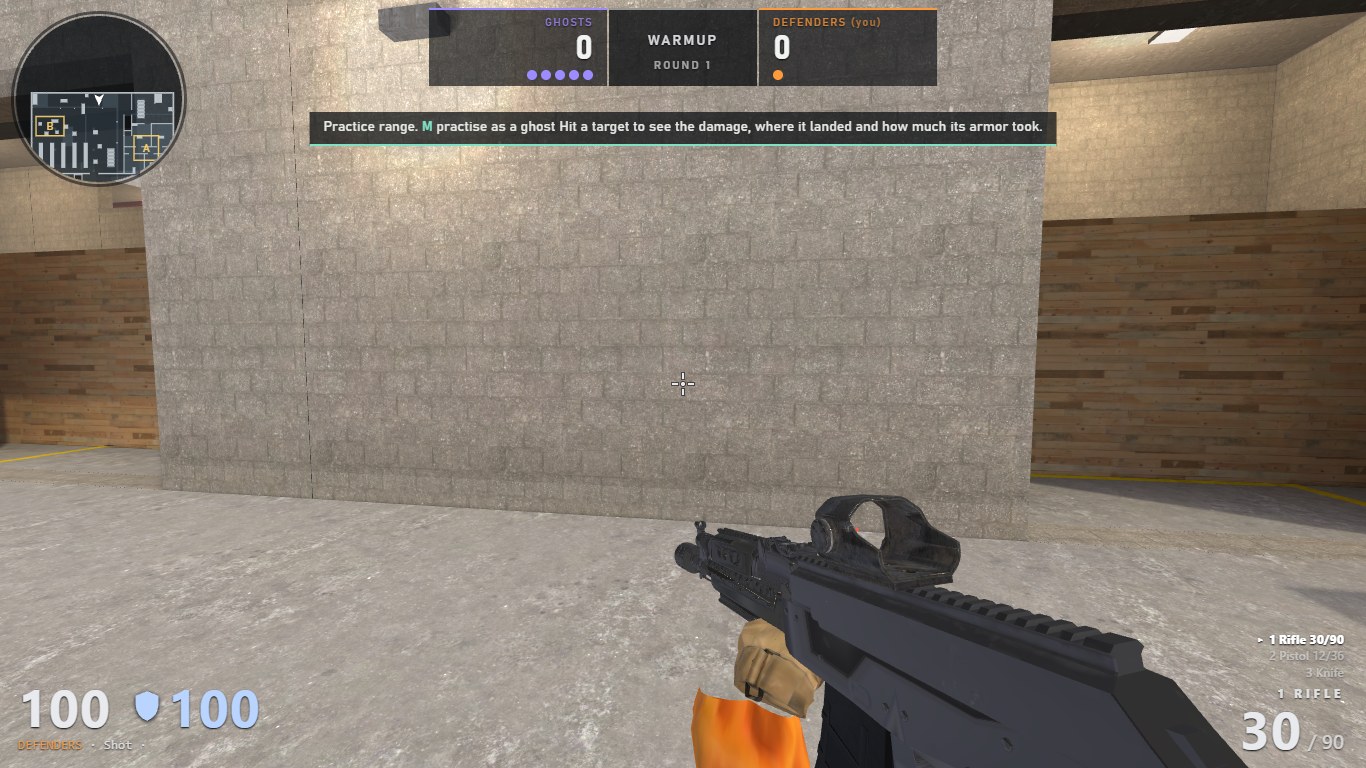 GHOSTS
0
WARMUP
ROUND 1
DEFENDERS (you)
0
B
A
Practice range. M practise as a ghost Hit a target to see the damage, where it landed and how much its armor took.
▸ 1 Rifle 30/90
2 Pistol 12/36
3 Knife
1 RIFLE
30 / 90
100 100
DEFENDERS · Shot ·